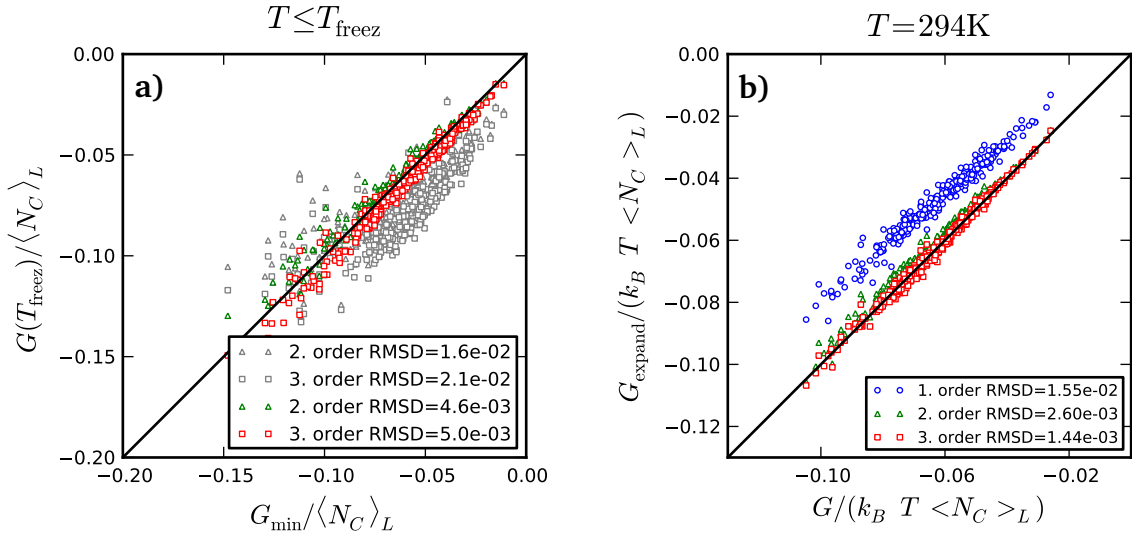 T ≤ T_freez
a)
G(T_freez)/⟨N_C⟩_L
0.00
−0.05
−0.10
−0.15
−0.20
−0.20 −0.15 −0.10 −0.05 0.00
G_min/⟨N_C⟩_L
2. order RMSD=1.6e-02
3. order RMSD=2.1e-02
2. order RMSD=4.6e-03
3. order RMSD=5.0e-03
T=294K
b)
G_expand/(k_B T <N_C>_L)
−0.02
−0.04
−0.06
−0.08
−0.10
−0.12
−0.10 −0.06 −0.02
G/(k_B T <N_C>_L)
1. order RMSD=1.55e-02
2. order RMSD=2.60e-03
3. order RMSD=1.44e-03